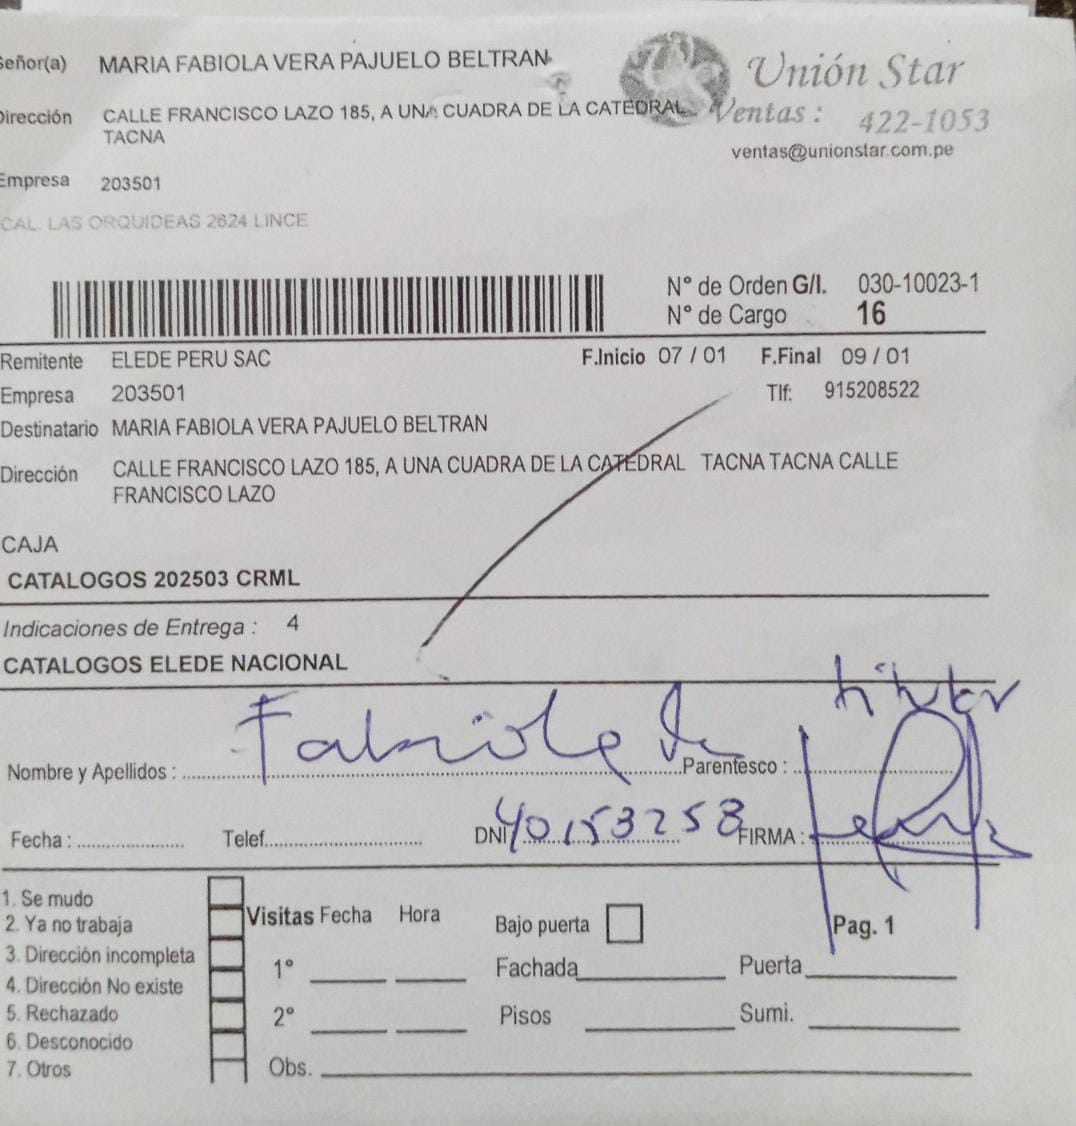 Señor(a) MARIA FABIOLA VERA PAJUELO BELTRAN
Unión Star
Dirección CALLE FRANCISCO LAZO 185, A UNA CUADRA DE LA CATEDRAL
TACNA
Ventas : 422-1053
ventas@unionstar.com.pe
Empresa 203501
CAL. LAS ORQUIDEAS 2624 LINCE
N° de Orden G/I. 030-10023-1
N° de Cargo 16
Remitente ELEDE PERU SAC F.Inicio 07 / 01 F.Final 09 / 01
Empresa 203501 Tlf: 915208522
Destinatario MARIA FABIOLA VERA PAJUELO BELTRAN
Dirección CALLE FRANCISCO LAZO 185, A UNA CUADRA DE LA CATEDRAL TACNA TACNA CALLE
FRANCISCO LAZO
CAJA
CATALOGOS 202503 CRML
Indicaciones de Entrega : 4
CATALOGOS ELEDE NACIONAL
titular
Nombre y Apellidos : Fabiola Parentesco :
Fecha : Telef. DNI 40153258 FIRMA :
1. Se mudo
2. Ya no trabaja
3. Dirección incompleta
4. Dirección No existe
5. Rechazado
6. Desconocido
7. Otros
Visitas Fecha Hora Bajo puerta Pag. 1
1° Fachada Puerta
2° Pisos Sumi.
Obs.